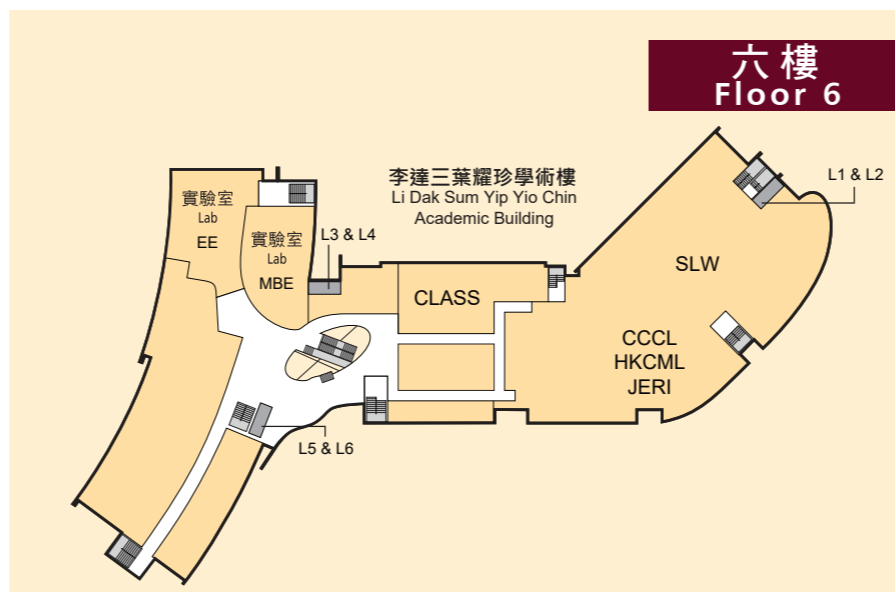 六樓
Floor 6
李達三葉耀珍學術樓
Li Dak Sum Yip Yio Chin
Academic Building
L1 & L2
實驗室
Lab
EE
實驗室
Lab
MBE
L3 & L4
CLASS
SLW
CCCL
HKCML
JERI
L5 & L6